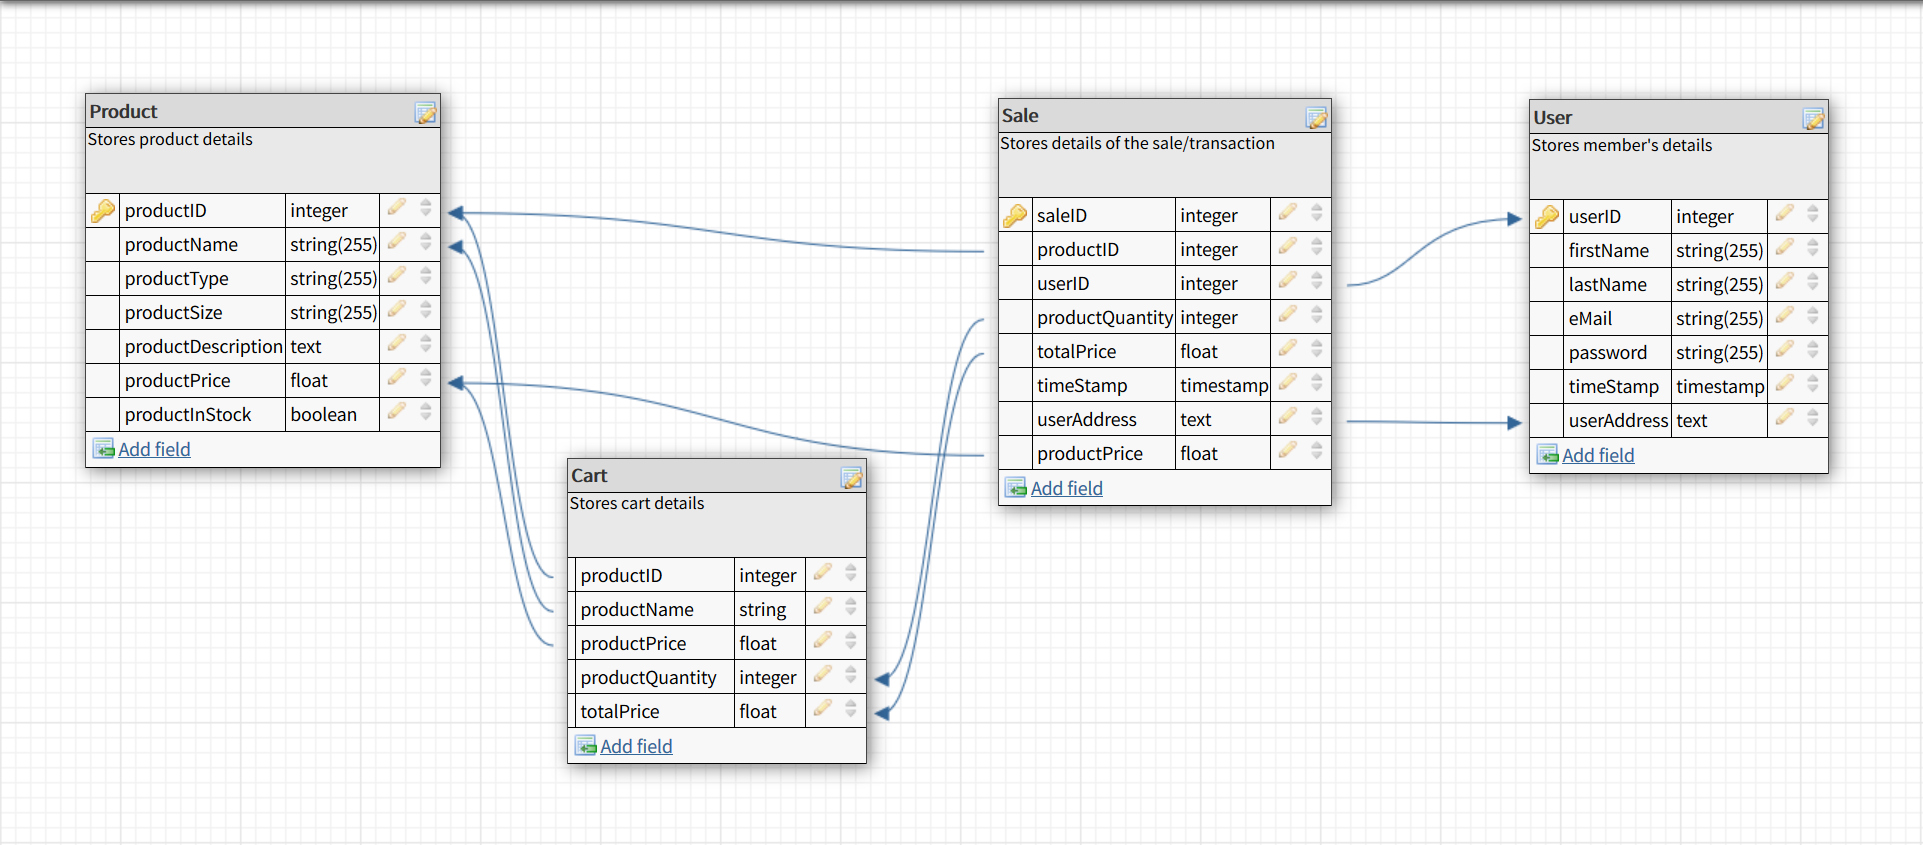 Product
Stores product details
productID integer
productName string(255)
productType string(255)
productSize string(255)
productDescription text
productPrice float
productInStock boolean
Add field
Cart
Stores cart details
productID integer
productName string
productPrice float
productQuantity integer
totalPrice float
Add field
Sale
Stores details of the sale/transaction
saleID integer
productID integer
userID integer
productQuantity integer
totalPrice float
timeStamp timestamp
userAddress text
productPrice float
Add field
User
Stores member's details
userID integer
firstName string(255)
lastName string(255)
eMail string(255)
password string(255)
timeStamp timestamp
userAddress text
Add field